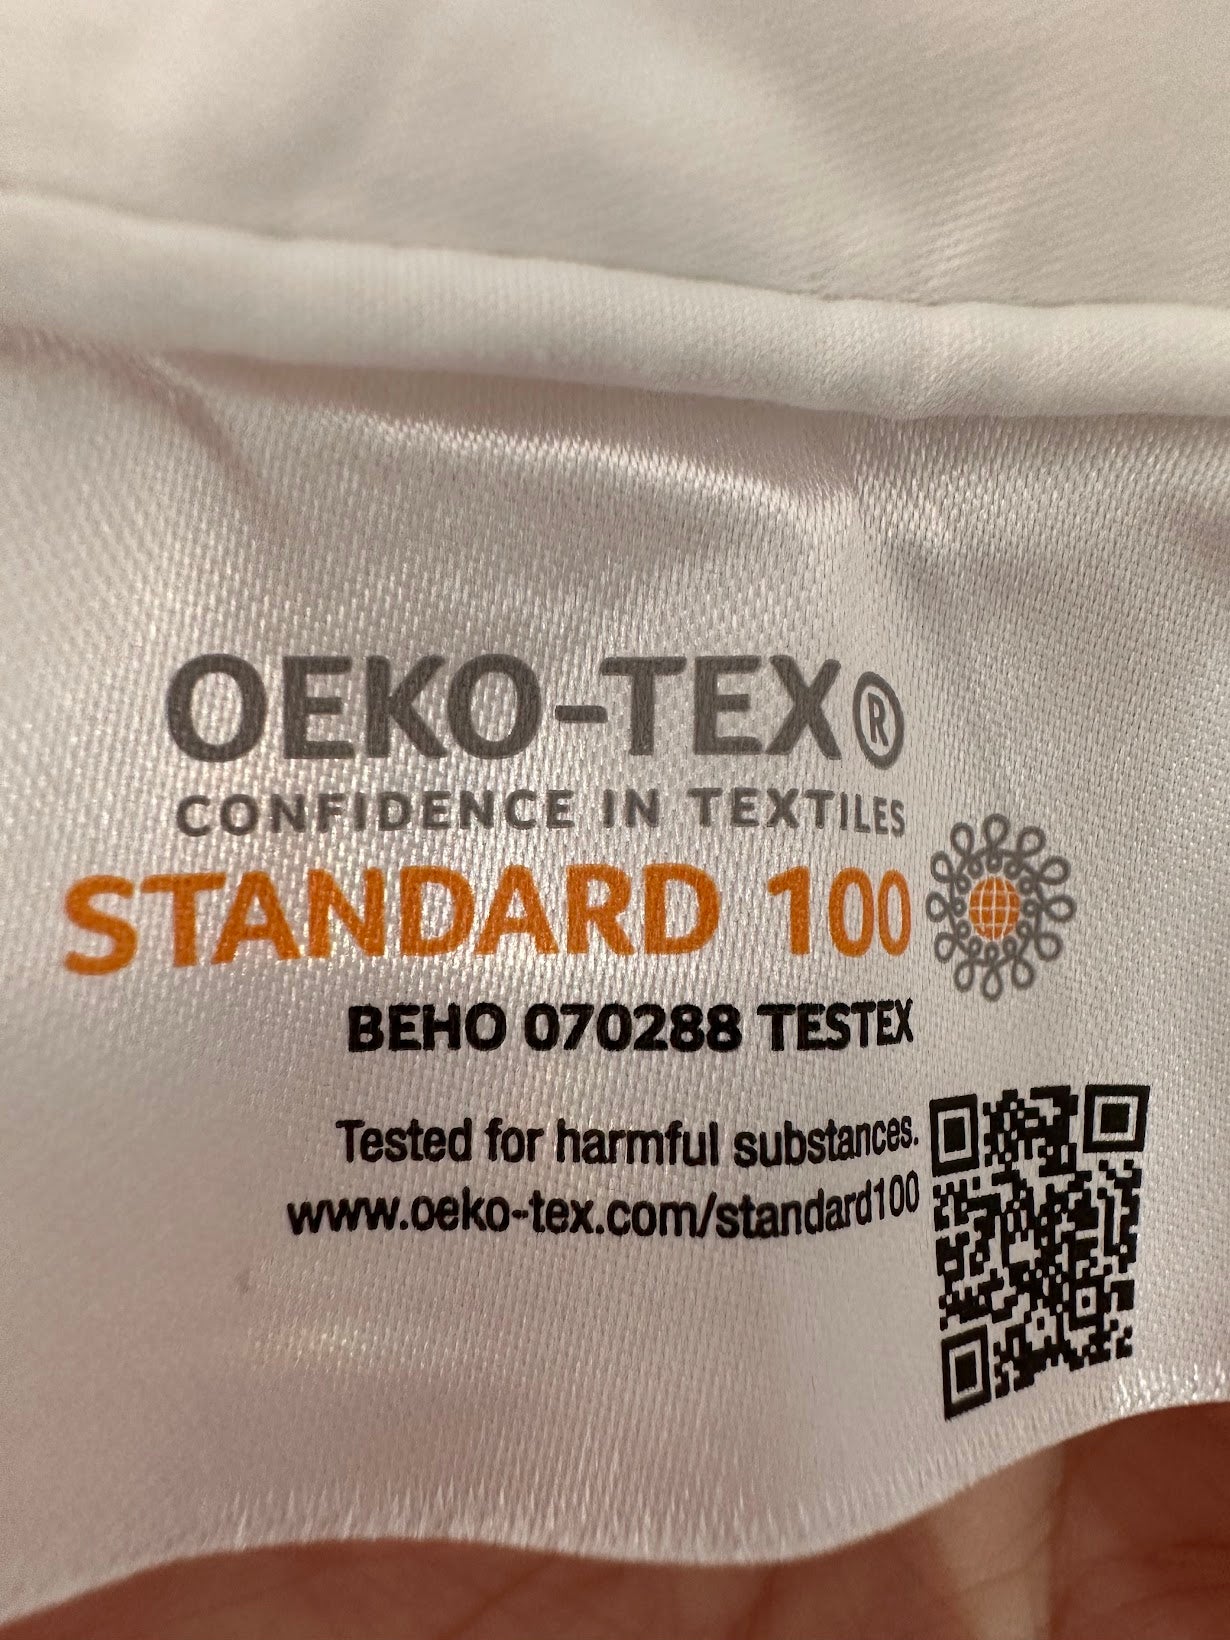 OEKO-TEX®
CONFIDENCE IN TEXTILES
STANDARD 100
BEHO 070288 TESTEX
Tested for harmful substances.
www.oeko-tex.com/standard100